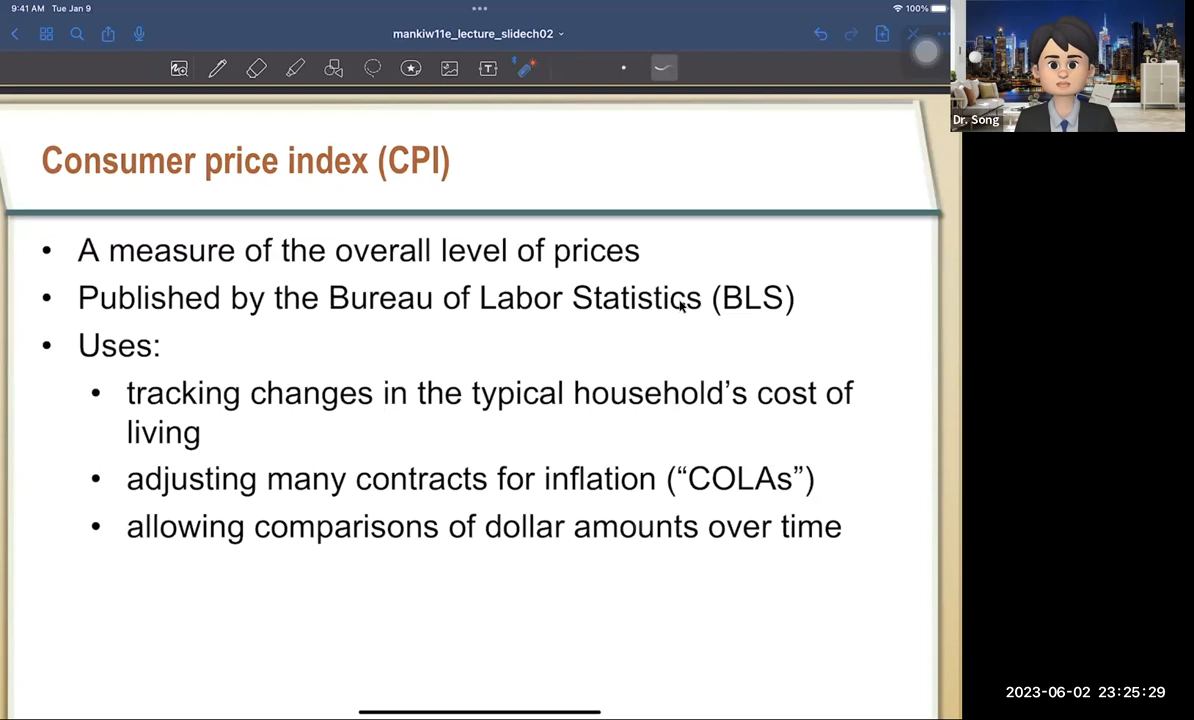 9:41 AM Tue Jan 9
100%
mankiw11e_lecture_slidech02
Dr. Song
Consumer price index (CPI)
• A measure of the overall level of prices
• Published by the Bureau of Labor Statistics (BLS)
• Uses:
• tracking changes in the typical household’s cost of
living
• adjusting many contracts for inflation (“COLAs”)
• allowing comparisons of dollar amounts over time
2023-06-02 23:25:29